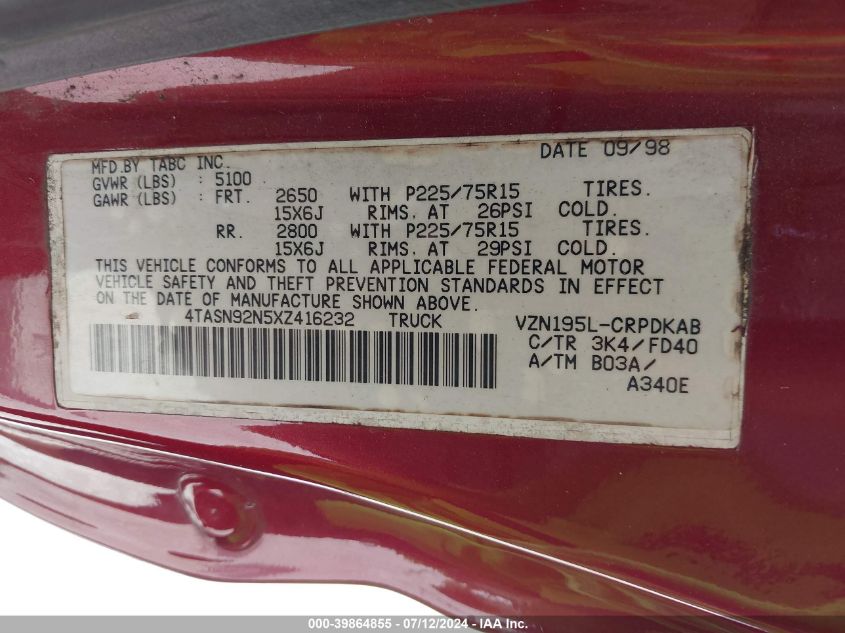 MFD.BY TABC INC. DATE 09/98
GVWR (LBS) : 5100
GAWR (LBS) : FRT. 2650 WITH P225/75R15 TIRES.
15X6J RIMS. AT 26PSI COLD.
RR. 2800 WITH P225/75R15 TIRES.
15X6J RIMS. AT 29PSI COLD.
THIS VEHICLE CONFORMS TO ALL APPLICABLE FEDERAL MOTOR
VEHICLE SAFETY AND THEFT PREVENTION STANDARDS IN EFFECT
ON THE DATE OF MANUFACTURE SHOWN ABOVE.
4TASN92N5XZ416232 TRUCK VZN195L-CRPDKAB
C/TR 3K4/FD40
A/TM B03A/
A340E
000-39864855 - 07/12/2024 - IAA Inc.